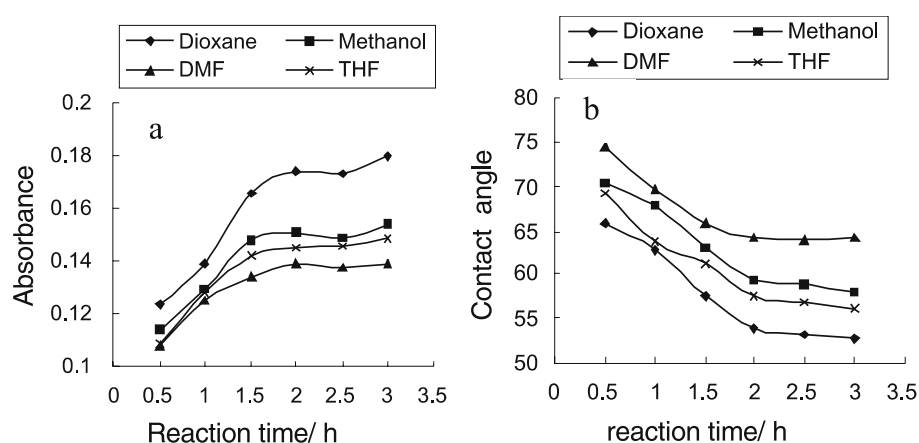 Dioxane Methanol
DMF THF
a
Absorbance
0.2
0.18
0.16
0.14
0.12
0.1
0 0.5 1 1.5 2 2.5 3 3.5
Reaction time/ h
Dioxane Methanol
DMF THF
b
Contact angle
80
75
70
65
60
55
50
0 0.5 1 1.5 2 2.5 3 3.5
reaction time/ h